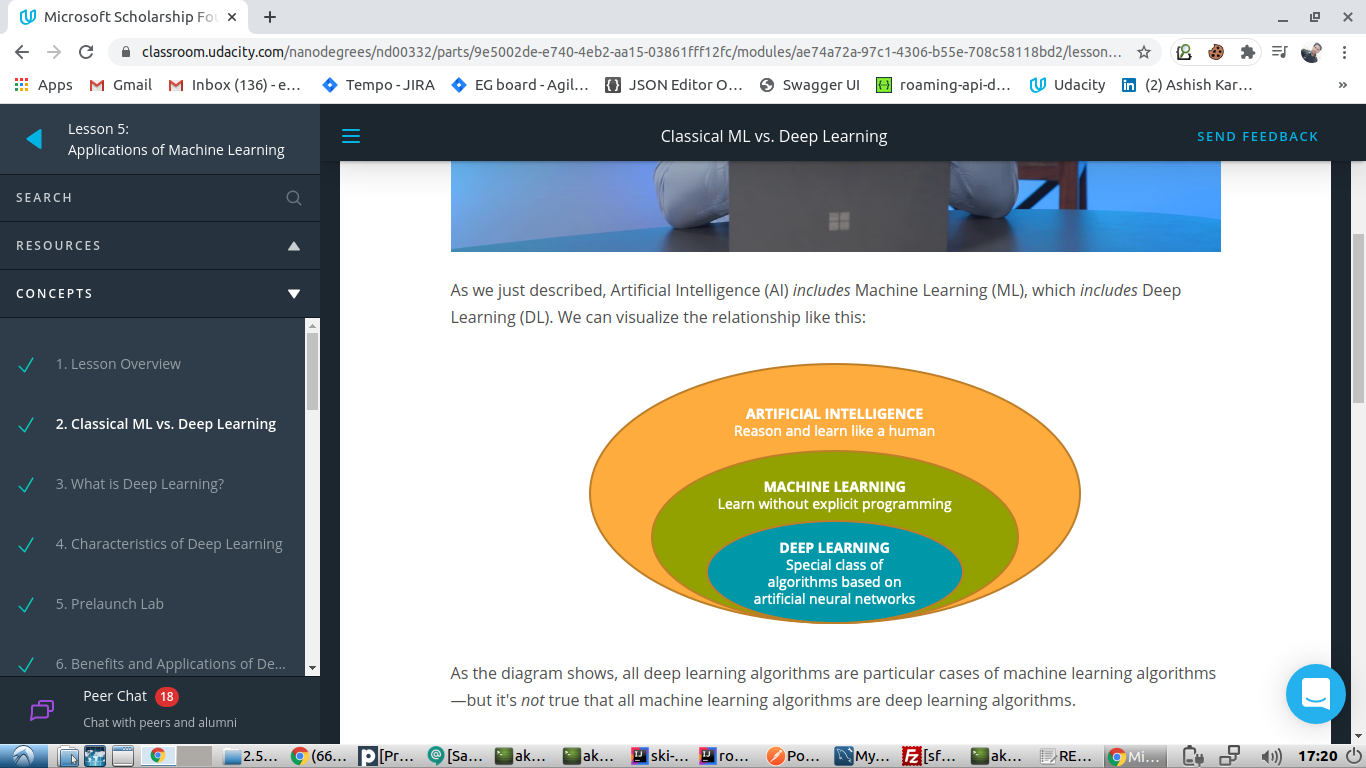 Microsoft Scholarship Fou
classroom.udacity.com/nanodegrees/nd00332/parts/9e5002de-e740-4eb2-aa15-03861fff12fc/modules/ae74a72a-97c1-4306-b55e-708c58118bd2/lesson...
Apps Gmail Inbox (136) - e... Tempo - JIRA EG board - Agil... JSON Editor O... Swagger UI roaming-api-d... Udacity (2) Ashish Kar... »
Lesson 5:
Applications of Machine Learning
Classical ML vs. Deep Learning
SEND FEEDBACK
SEARCH
RESOURCES
CONCEPTS
1. Lesson Overview
2. Classical ML vs. Deep Learning
3. What is Deep Learning?
4. Characteristics of Deep Learning
5. Prelaunch Lab
6. Benefits and Applications of De...
Peer Chat 18
Chat with peers and alumni
As we just described, Artificial Intelligence (AI) includes Machine Learning (ML), which includes Deep
Learning (DL). We can visualize the relationship like this:
ARTIFICIAL INTELLIGENCE
Reason and learn like a human
MACHINE LEARNING
Learn without explicit programming
DEEP LEARNING
Special class of
algorithms based on
artificial neural networks
As the diagram shows, all deep learning algorithms are particular cases of machine learning algorithms
—but it's not true that all machine learning algorithms are deep learning algorithms.
2.5... (66... [Pr... [Sa... ak... ak... ski-... ro... Po... My... [sf... ak... RE... Mi... 17:20